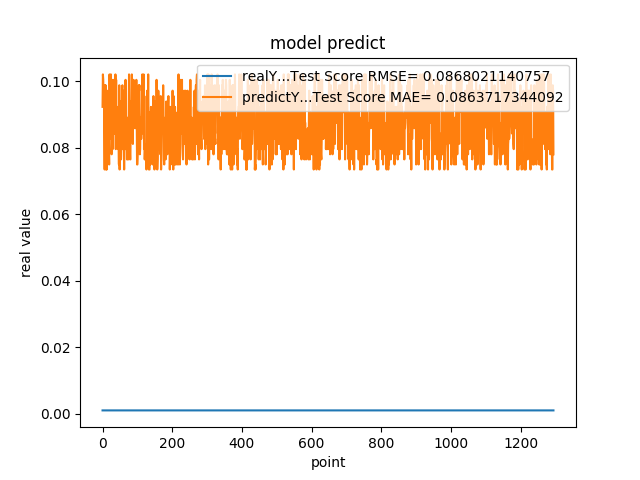 model predict
realY...Test Score RMSE= 0.0868021140757
predictY...Test Score MAE= 0.0863717344092
0.10
0.08
0.06
0.04
0.02
0.00
real value
0 200 400 600 800 1000 1200
point